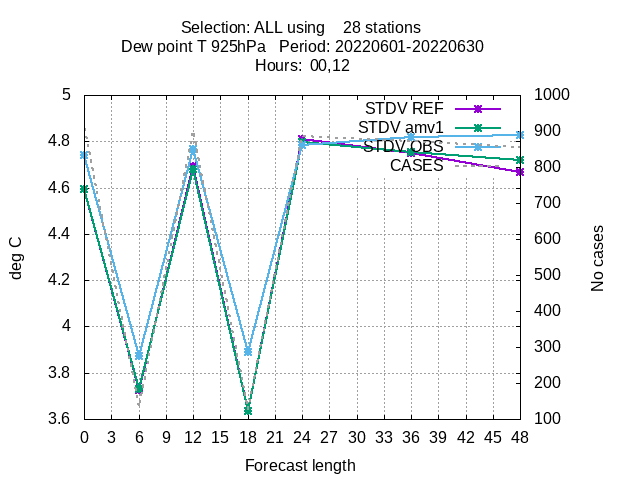 Selection: ALL using    28 stations
Dew point T 925hPa   Period: 20220601-20220630
Hours:  00,12
5
4.8
4.6
4.4
4.2
4
3.8
3.6
1000
900
800
700
600
500
400
300
200
100
STDV REF
STDV amv1
STDV OBS
CASES
deg C
No cases
0 3 6 9 12 15 18 21 24 27 30 33 36 39 42 45 48
Forecast length